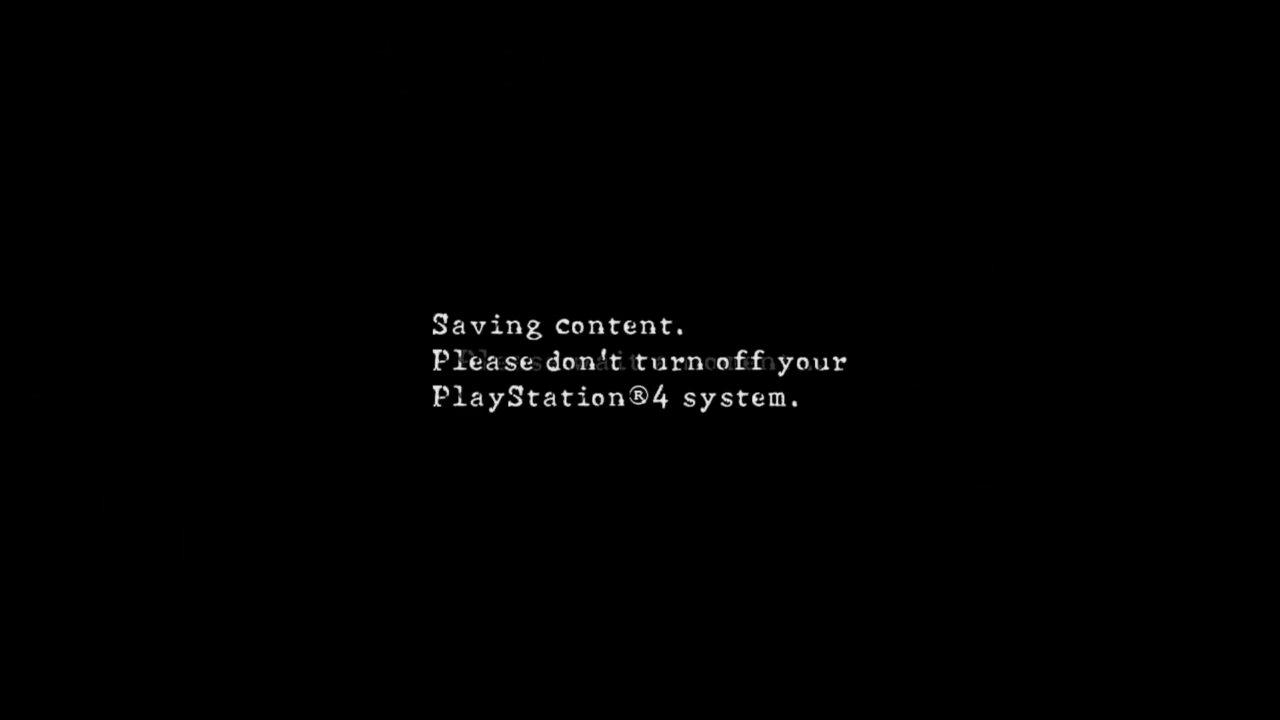 Saving content.
Please don't turn off your
PlayStation®4 system.